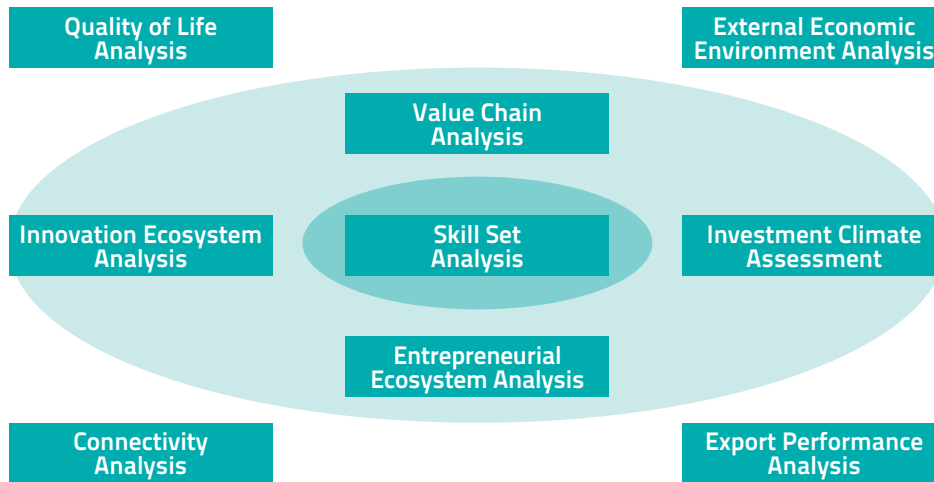 Quality of Life
Analysis
External Economic
Environment Analysis
Value Chain
Analysis
Innovation Ecosystem
Analysis
Skill Set
Analysis
Investment Climate
Assessment
Entrepreneurial
Ecosystem Analysis
Connectivity
Analysis
Export Performance
Analysis